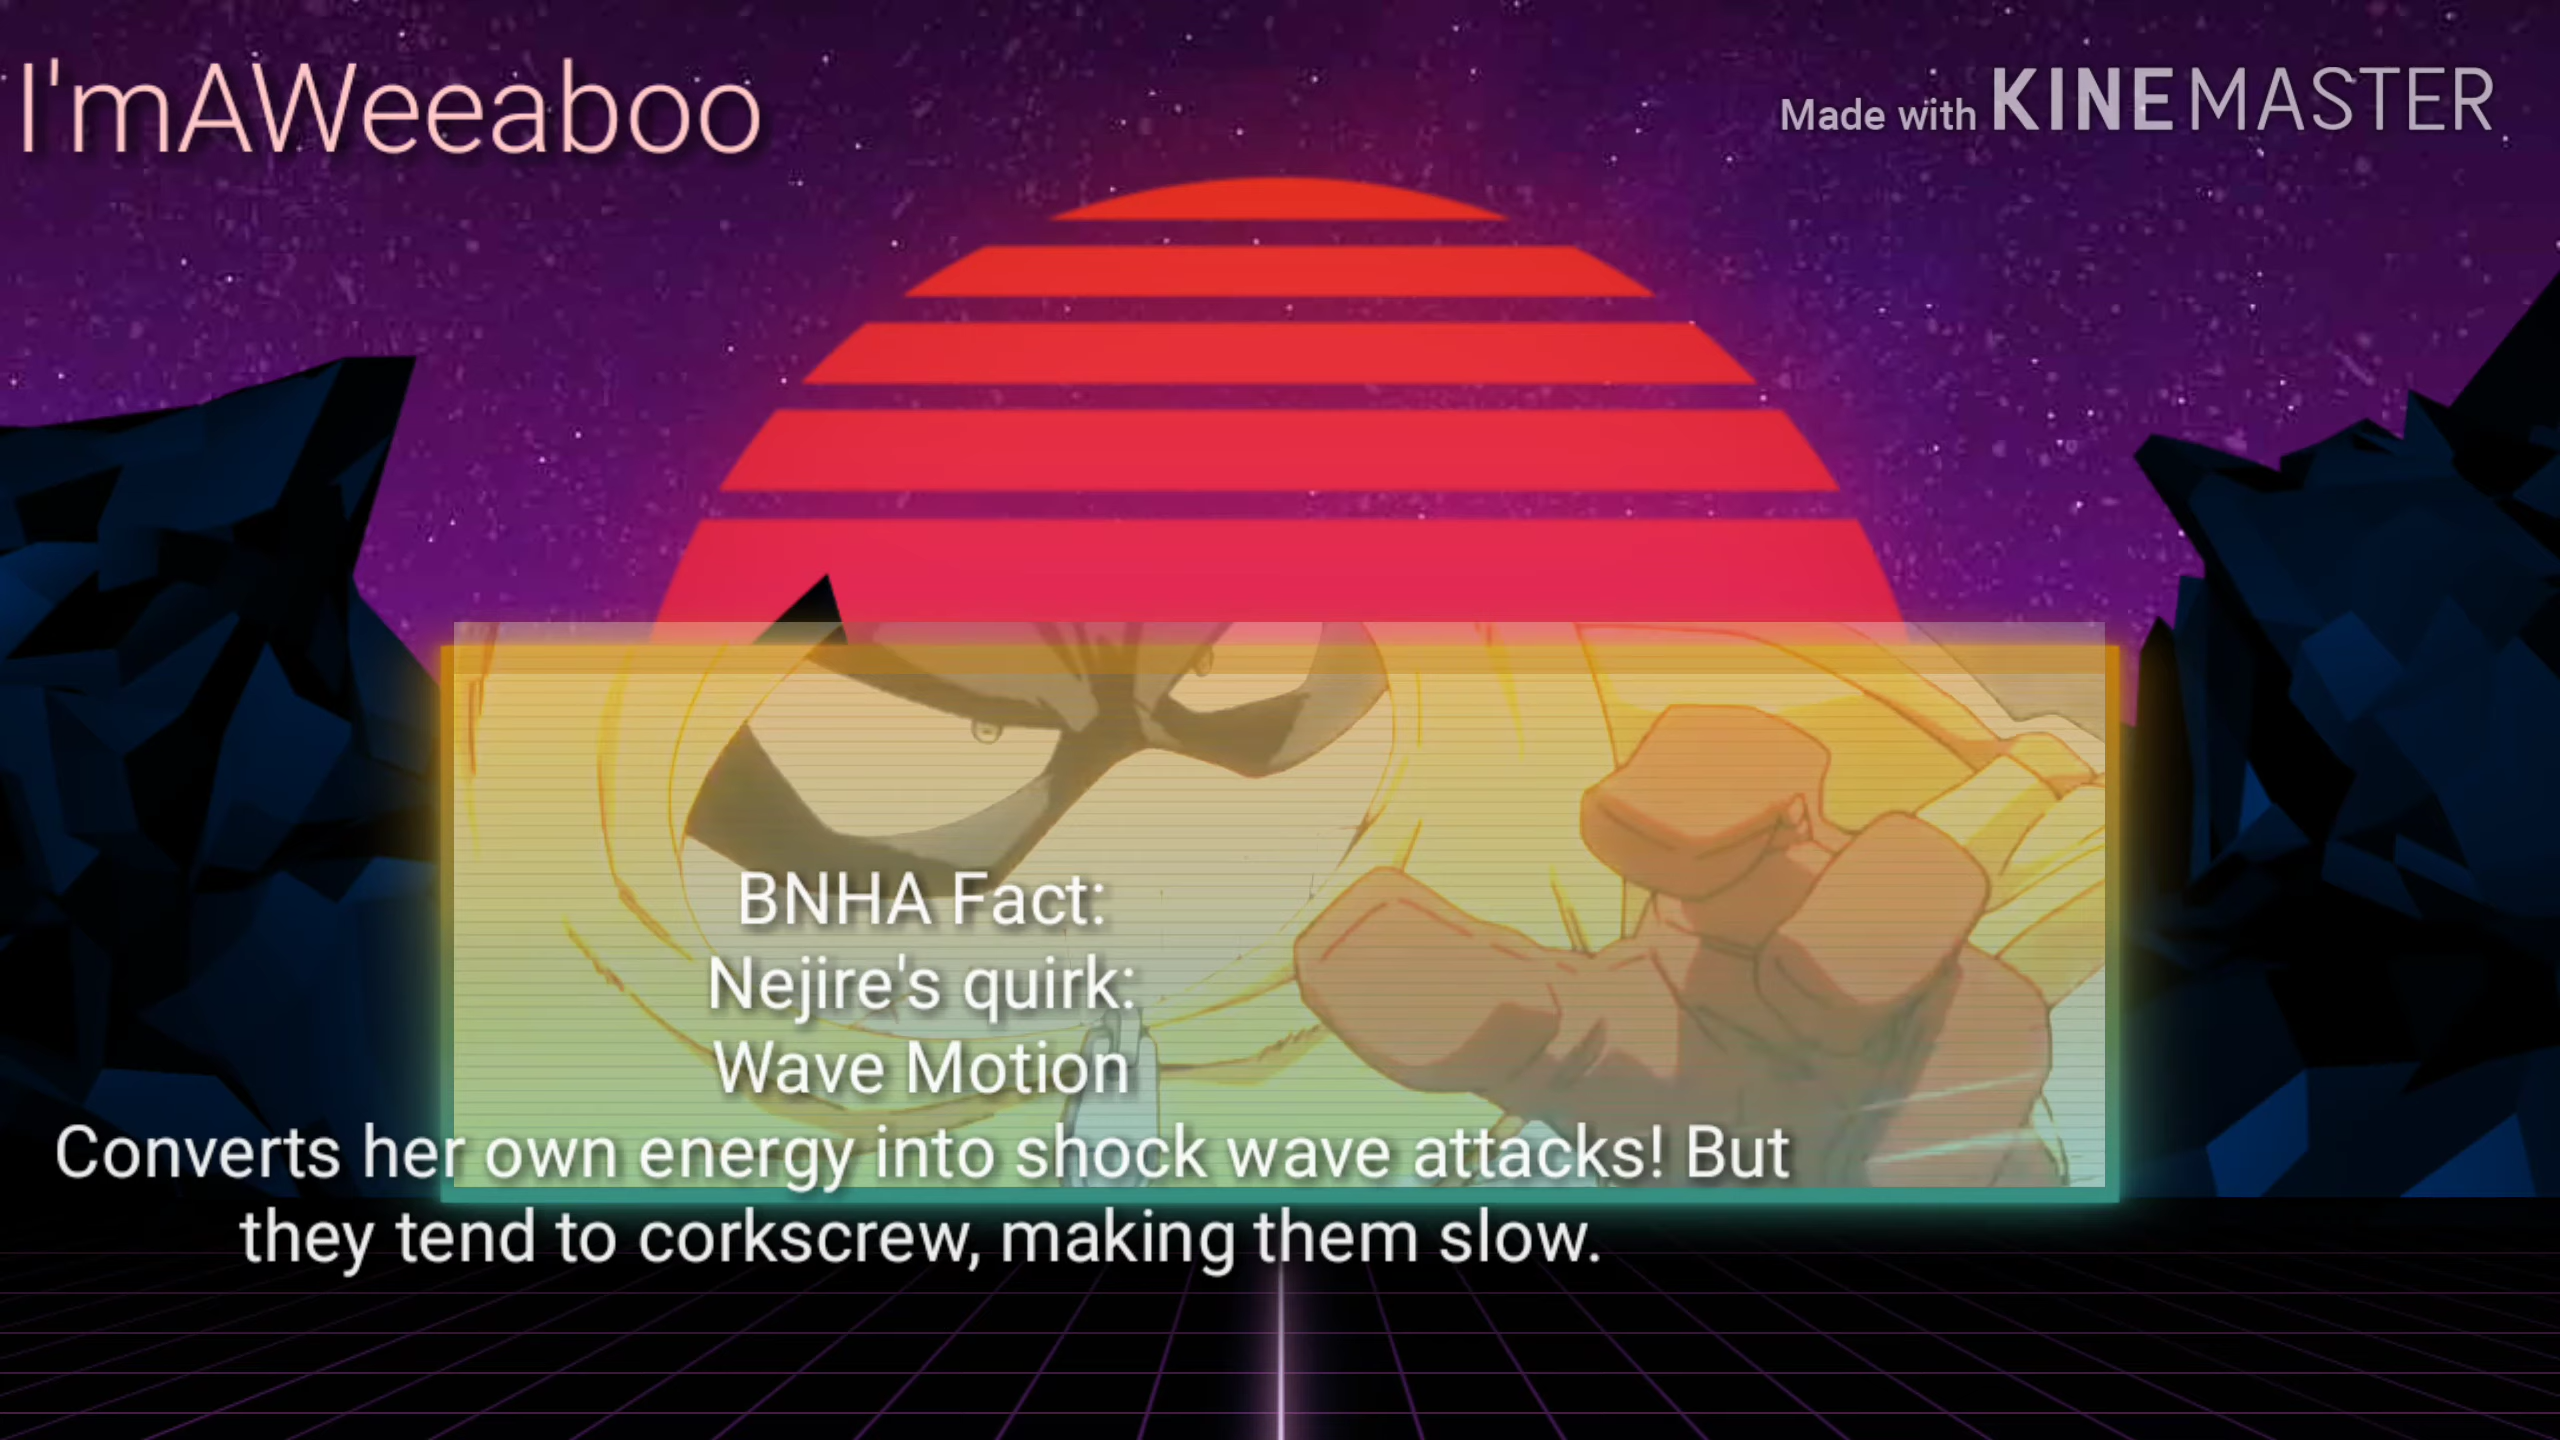 I'mAWeeaboo
Made with KINEMASTER
BNHA Fact:
Nejire's quirk:
Wave Motion
Converts her own energy into shock wave attacks! But
they tend to corkscrew, making them slow.